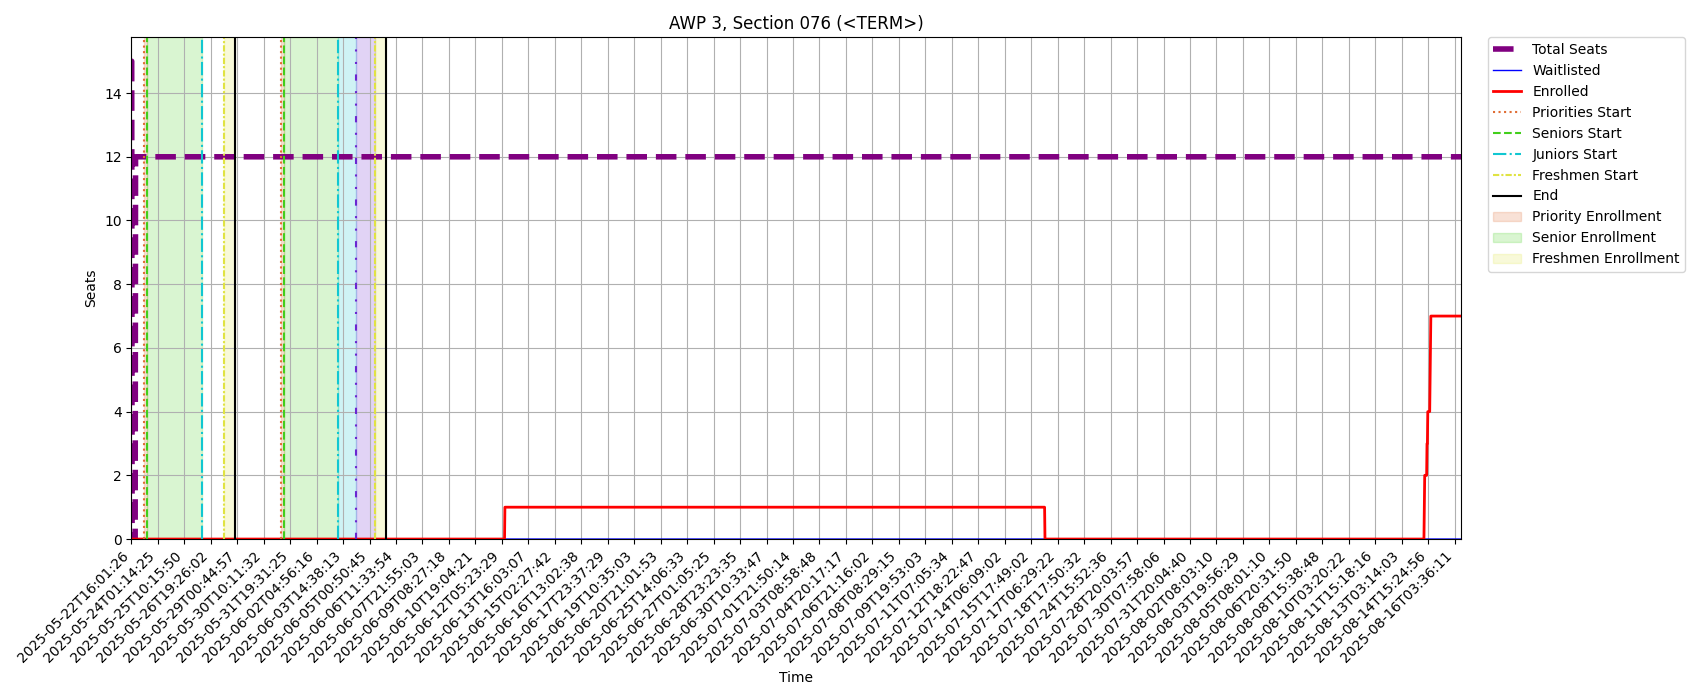 AWP 3, Section 076 (<TERM>)
Seats
14
12
10
8
6
4
2
0
2025-05-22T16:01:26
2025-05-24T01:14:25
2025-05-25T10:15:50
2025-05-26T19:26:02
2025-05-29T00:44:57
2025-05-30T10:11:32
2025-05-31T19:31:25
2025-06-02T04:56:16
2025-06-03T14:38:13
2025-06-05T00:50:45
2025-06-06T11:33:54
2025-06-07T21:55:03
2025-06-09T08:27:18
2025-06-10T19:04:21
2025-06-12T05:23:29
2025-06-13T16:03:07
2025-06-15T02:27:42
2025-06-16T13:02:38
2025-06-17T23:37:29
2025-06-19T10:35:03
2025-06-20T21:01:53
2025-06-25T14:06:33
2025-06-27T01:05:25
2025-06-28T23:23:35
2025-06-30T10:33:47
2025-07-01T21:50:14
2025-07-03T08:58:48
2025-07-04T20:17:17
2025-07-06T21:16:02
2025-07-08T08:29:15
2025-07-09T19:53:03
2025-07-11T07:05:34
2025-07-12T18:22:47
2025-07-14T06:09:02
2025-07-15T17:49:02
2025-07-17T06:29:22
2025-07-18T17:50:32
2025-07-24T15:52:36
2025-07-28T20:03:57
2025-07-30T07:58:06
2025-07-31T20:04:40
2025-08-02T08:03:10
2025-08-03T19:56:29
2025-08-05T08:01:10
2025-08-06T20:31:50
2025-08-08T15:38:48
2025-08-10T03:20:22
2025-08-11T15:18:16
2025-08-13T03:14:03
2025-08-14T15:24:56
2025-08-16T03:36:11
Time
Total Seats
Waitlisted
Enrolled
Priorities Start
Seniors Start
Juniors Start
Freshmen Start
End
Priority Enrollment
Senior Enrollment
Freshmen Enrollment